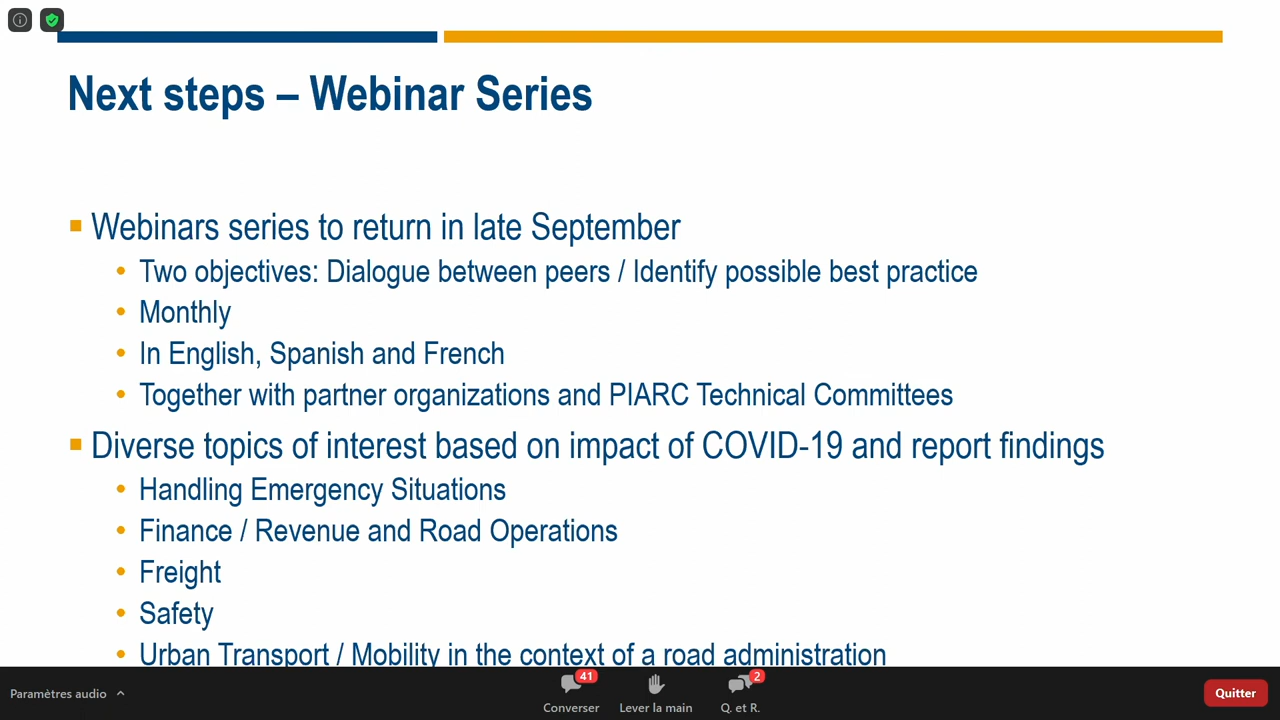 Next steps – Webinar Series
Webinars series to return in late September
Two objectives: Dialogue between peers / Identify possible best practice
Monthly
In English, Spanish and French
Together with partner organizations and PIARC Technical Committees
Diverse topics of interest based on impact of COVID-19 and report findings
Handling Emergency Situations
Finance / Revenue and Road Operations
Freight
Safety
Urban Transport / Mobility in the context of a road administration
41
2
Paramètres audio
Converser
Lever la main
Q. et R.
Quitter